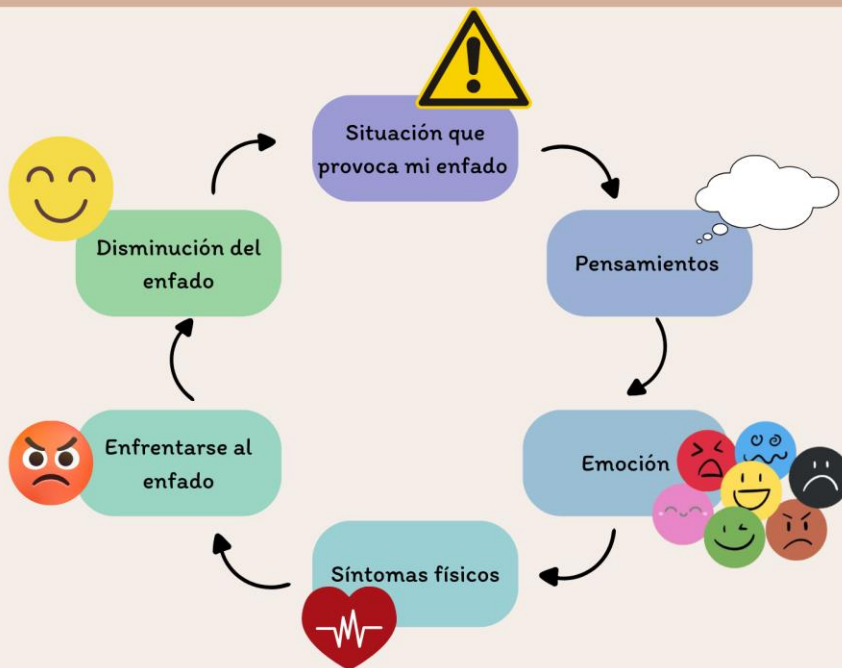 Situación que
provoca mi enfado
Pensamientos
Emoción
Síntomas físicos
Enfrentarse al
enfado
Disminución del
enfado